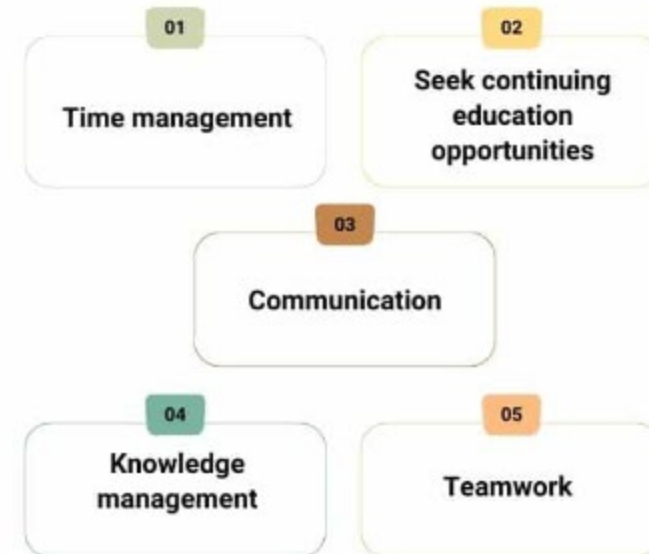 01
Time management
02
Seek continuing
education
opportunities
03
Communication
04
Knowledge
management
05
Teamwork